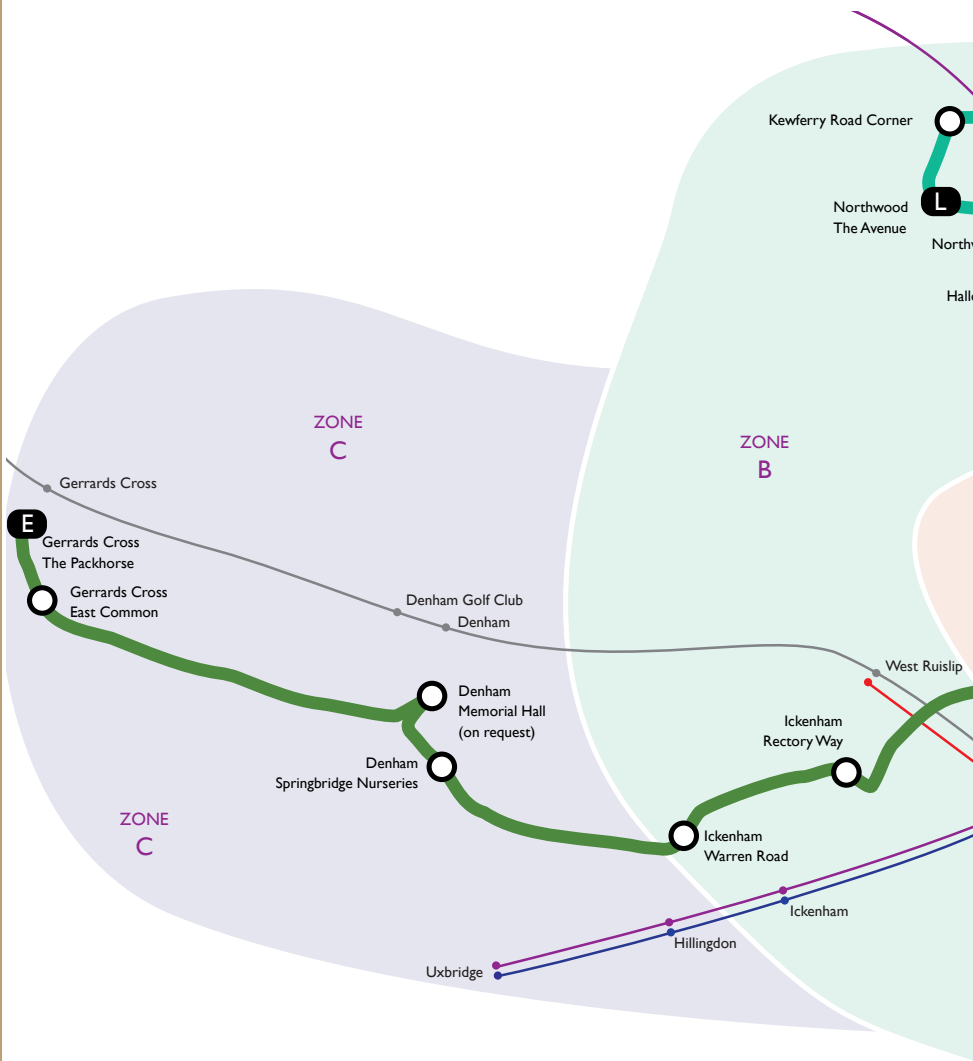 Kewferry Road Corner
L
Northwood
The Avenue
ZONE
C
ZONE
B
Gerrards Cross
E
Gerrards Cross
The Packhorse
Gerrards Cross
East Common
Denham Golf Club
Denham
West Ruislip
Denham
Memorial Hall
(on request)
Ickenham
Rectory Way
Denham
Springbridge Nurseries
ZONE
C
Ickenham
Warren Road
Ickenham
Hillingdon
Uxbridge